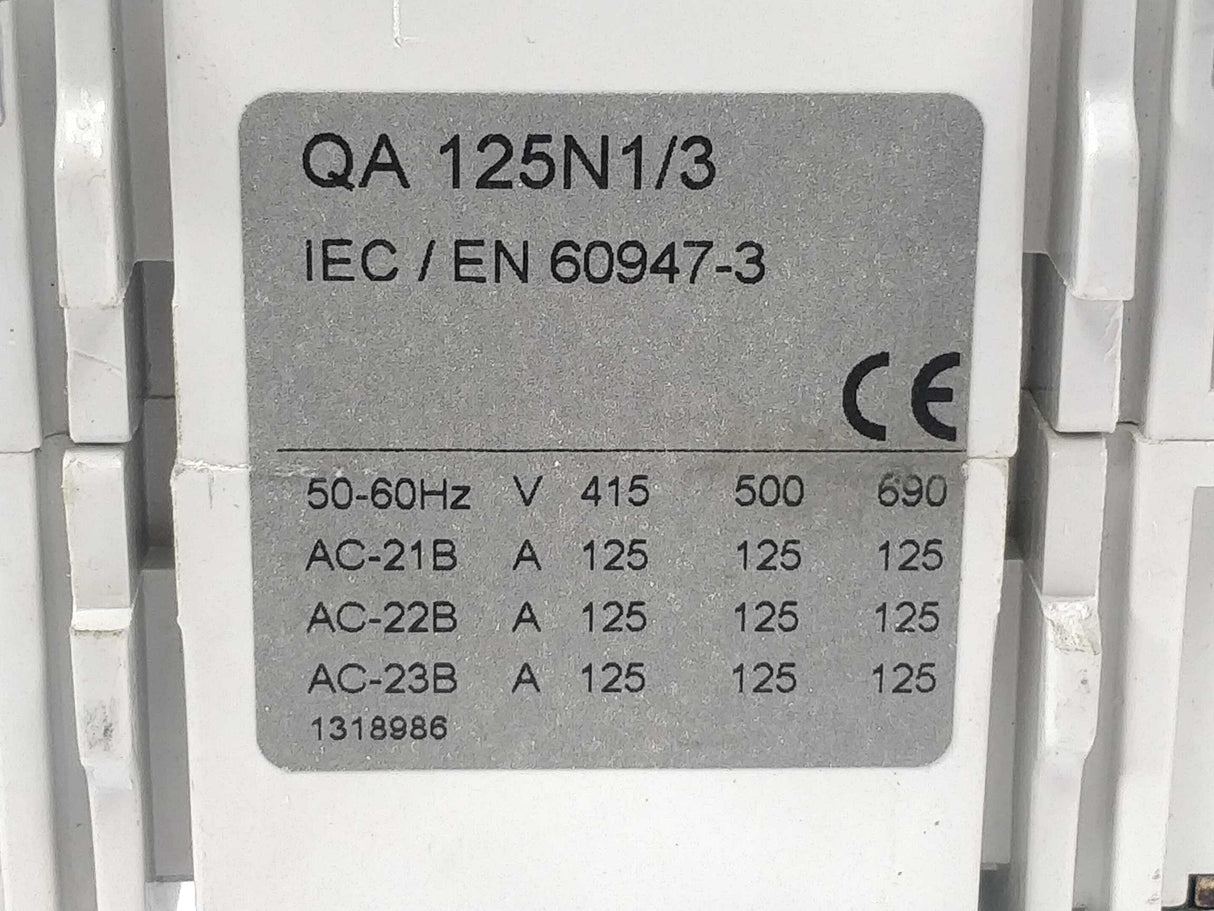 QA 125N1/3
IEC / EN 60947-3
CE
50-60Hz V 415 500 690
AC-21B A 125 125 125
AC-22B A 125 125 125
AC-23B A 125 125 125
1318986